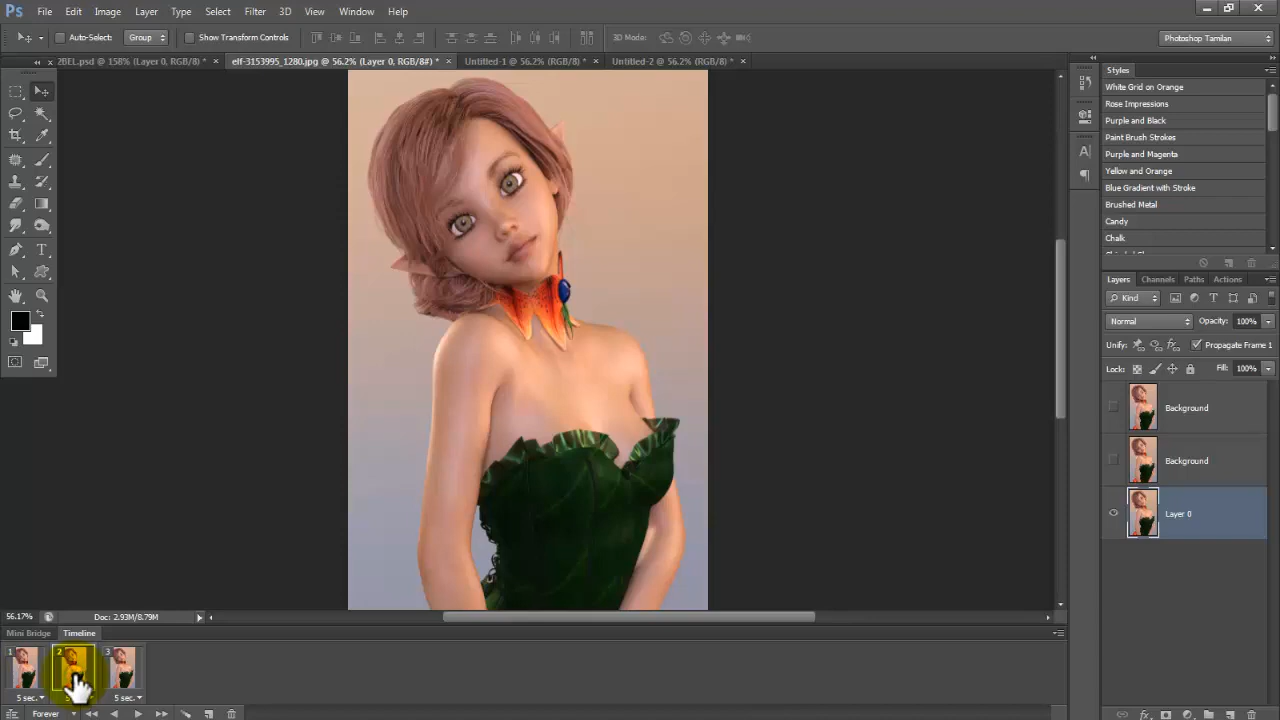 Ps File Edit Image Layer Type Select Filter 3D View Window Help
Auto-Select: Group Show Transform Controls 3D Mode: Photoshop Tamilan
2BEL.psd @ 158% (Layer 0, RGB/8) * × elf-3153995_1280.jpg @ 56.2% (Layer 0, RGB/8#) * × Untitled-1 @ 56.2% (RGB/8) * × Untitled-2 @ 56.2% (RGB/8) * ×
Styles
White Grid on Orange
Rose Impressions
Purple and Black
Paint Brush Strokes
Purple and Magenta
Yellow and Orange
Blue Gradient with Stroke
Brushed Metal
Candy
Chalk
Layers Channels Paths Actions
Kind
Normal Opacity: 100%
Unify: Propagate Frame 1
Lock: Fill: 100%
Background
Background
Layer 0
56.17% Doc: 2.93M/8.79M
Mini Bridge Timeline
1 2 3
5 sec. 5 sec.
Forever